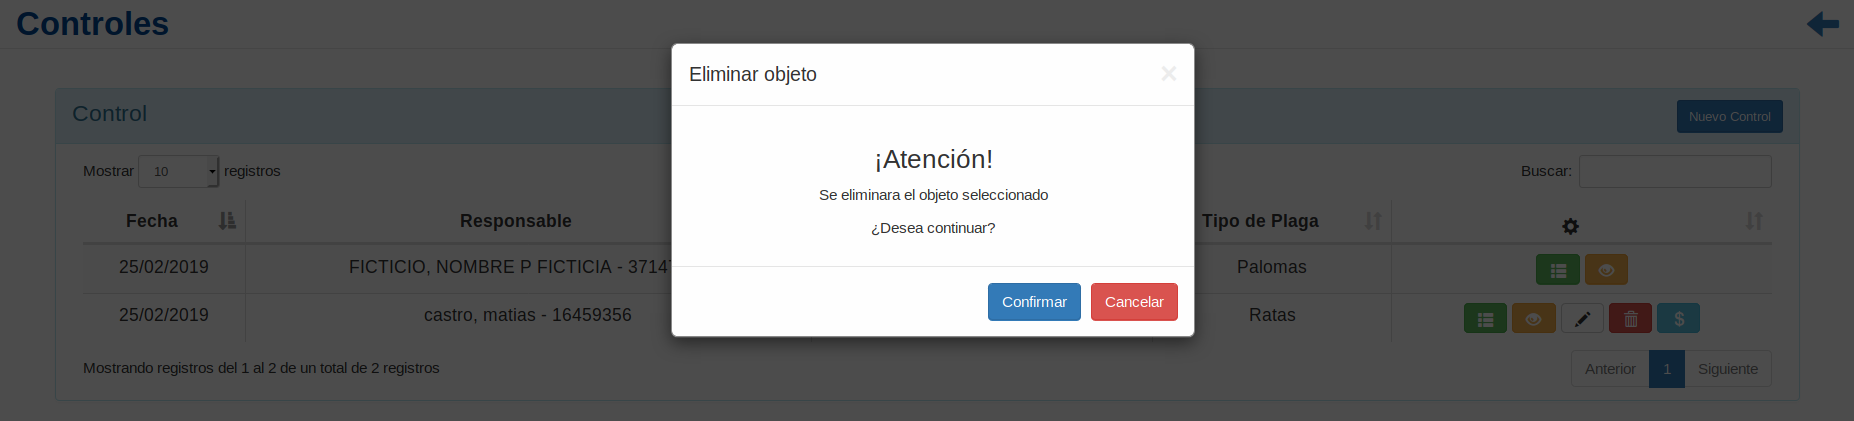 Controles
Eliminar objeto
×
Control
Nuevo Control
¡Atención!
Mostrar 10 registros
Buscar:
Se eliminara el objeto seleccionado
¿Desea continuar?
Fecha Responsable Tipo de Plaga
25/02/2019 FICTICIO, NOMBRE P FICTICIA - 3714 Palomas
Confirmar Cancelar
25/02/2019 castro, matias - 16459356 Ratas
$
Mostrando registros del 1 al 2 de un total de 2 registros
Anterior 1 Siguiente